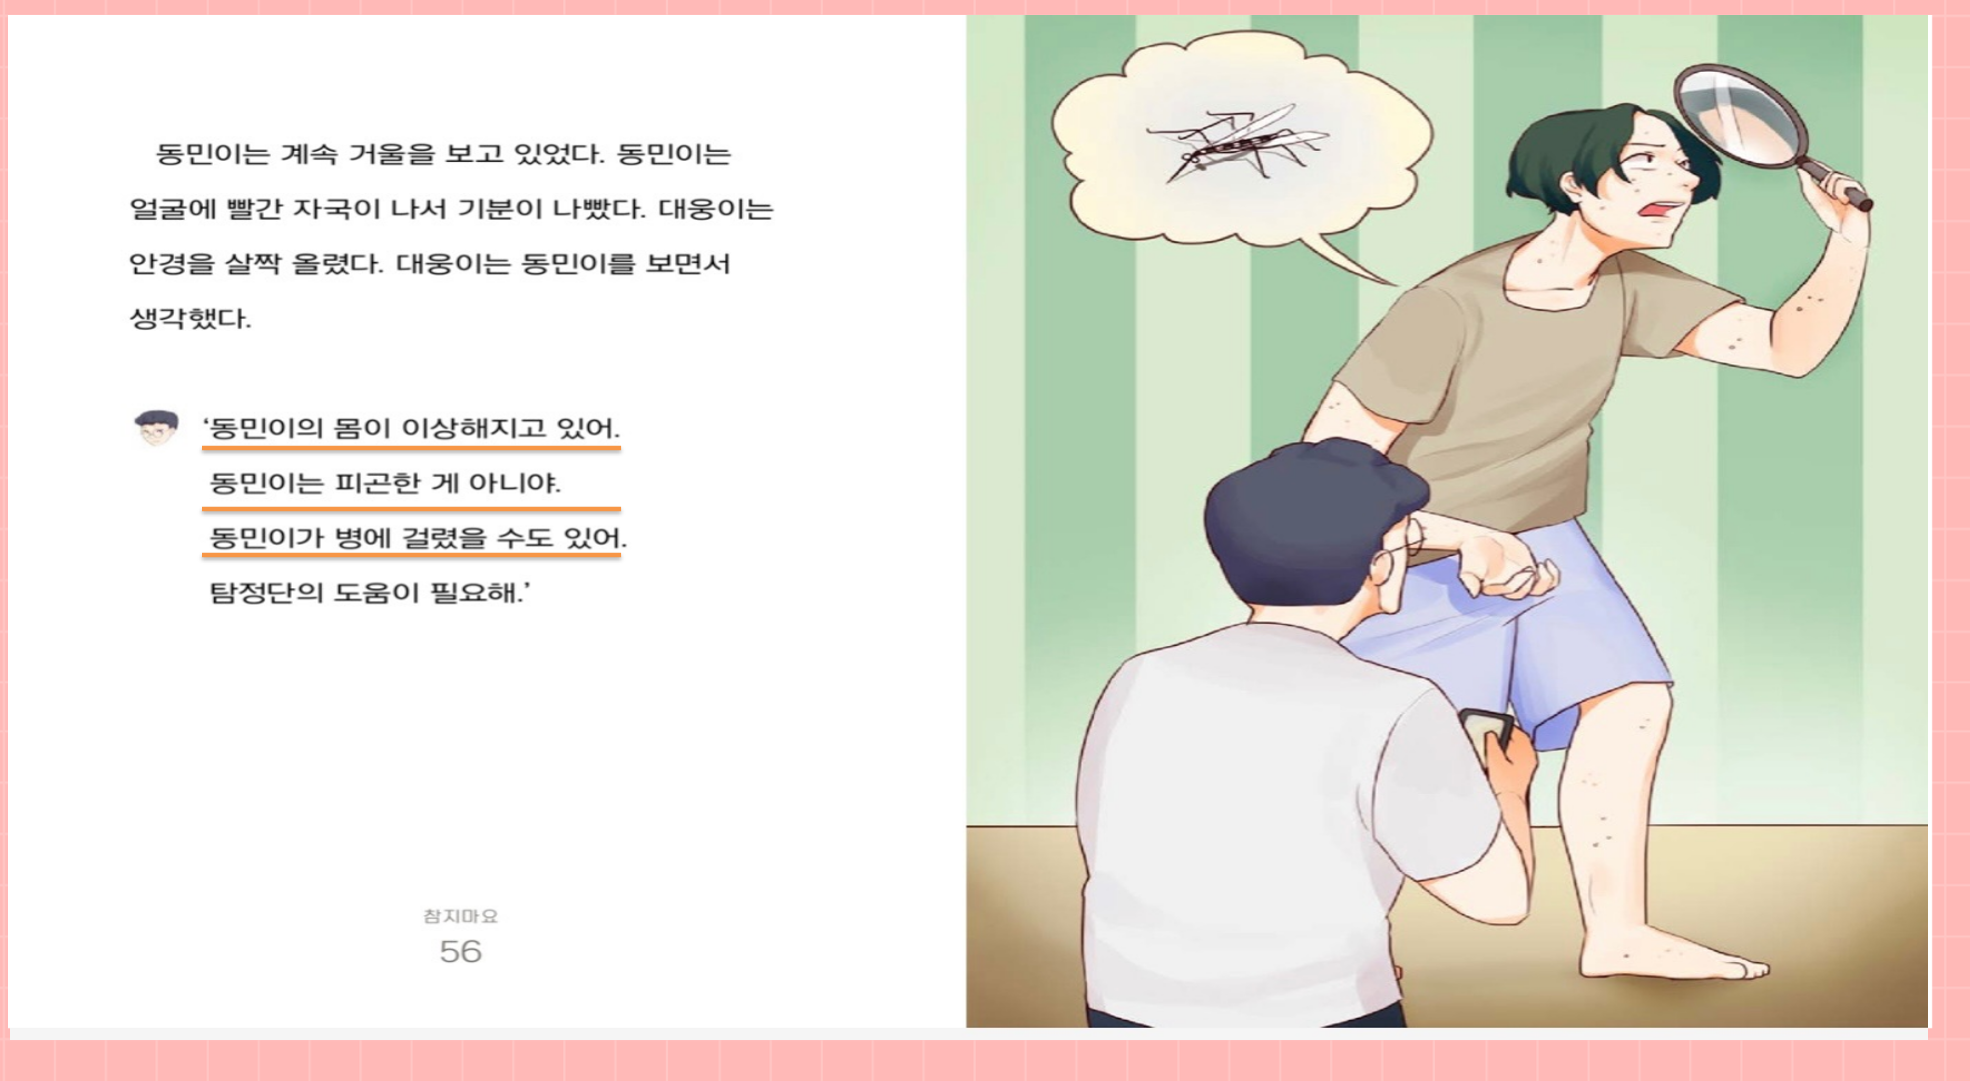 동민이는 계속 거울을 보고 있었다. 동민이는
얼굴에 빨간 자국이 나서 기분이 나빴다. 대웅이는
안경을 살짝 올렸다. 대웅이는 동민이를 보면서
생각했다.
‘동민이의 몸이 이상해지고 있어.
동민이는 피곤한 게 아니야.
동민이가 병에 걸렸을 수도 있어.
탐정단의 도움이 필요해.’
참지마요
56